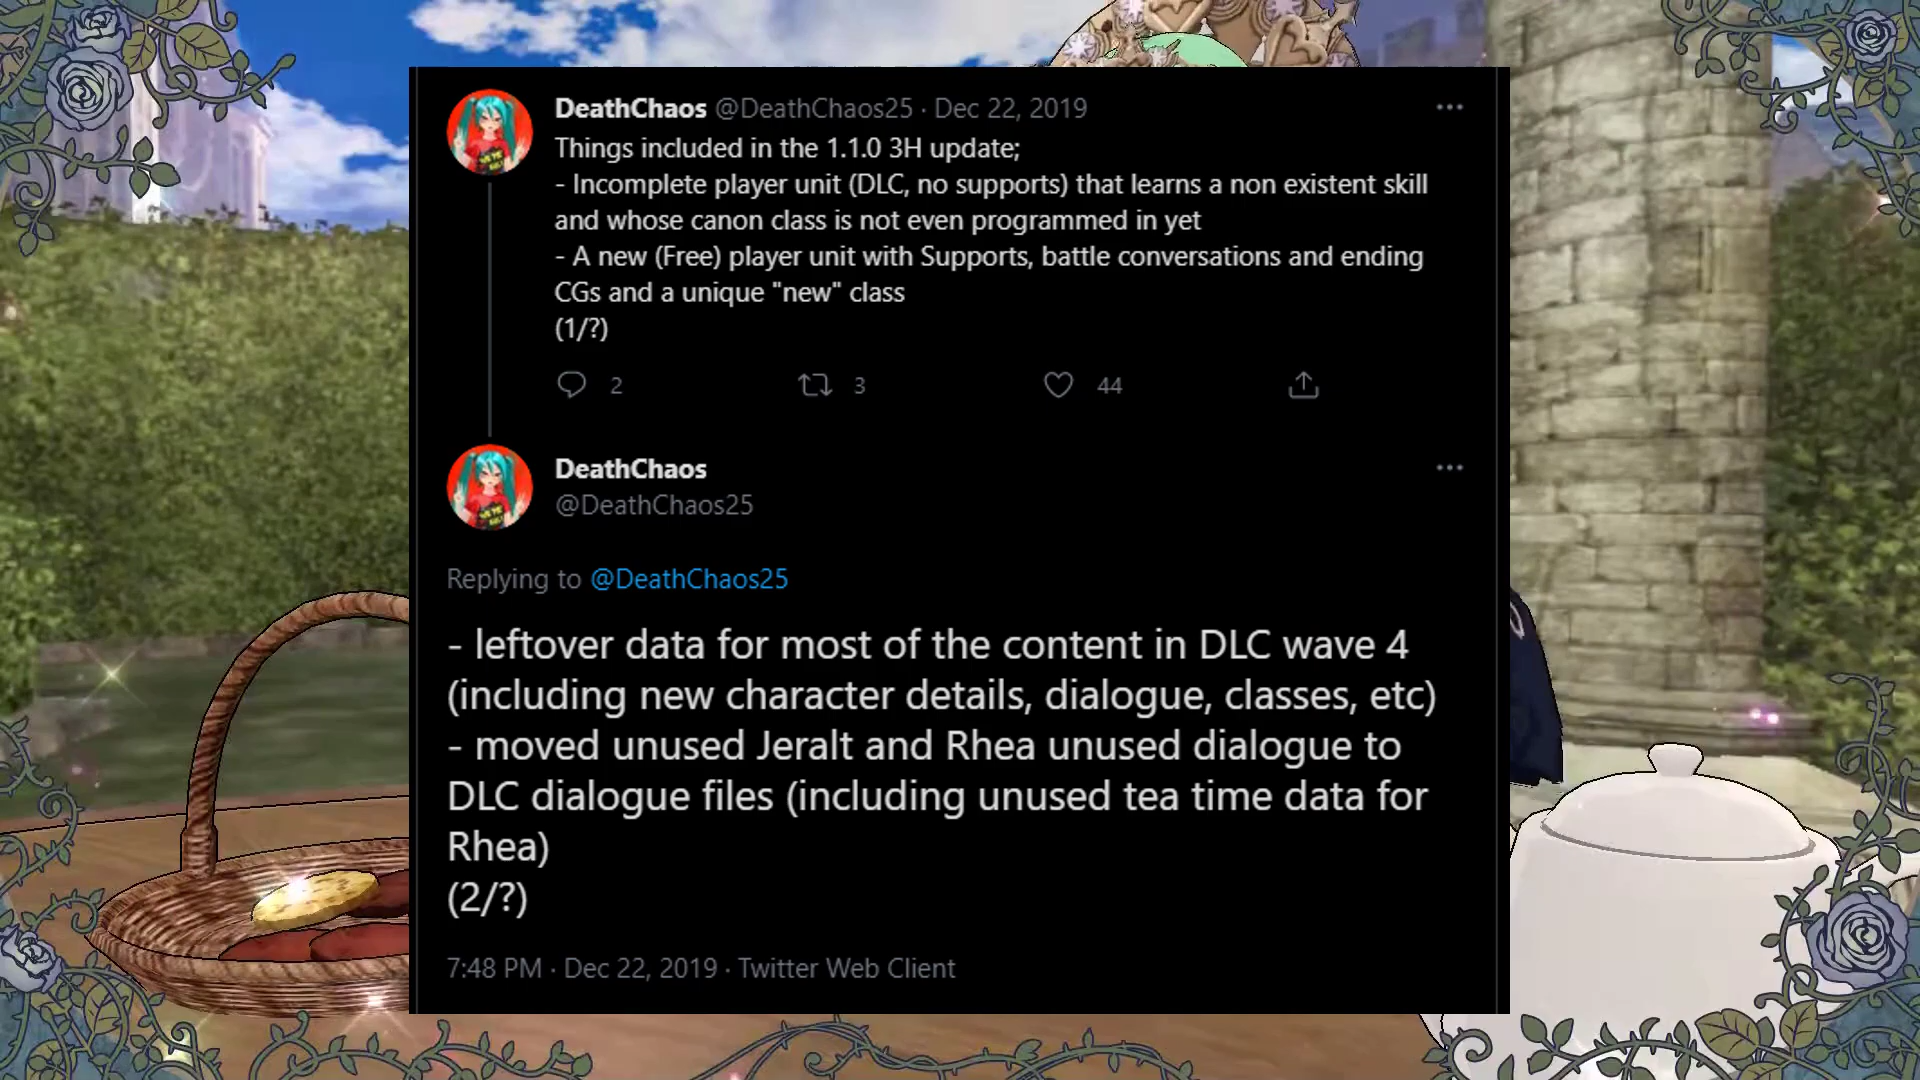 DeathChaos @DeathChaos25 · Dec 22, 2019
Things included in the 1.1.0 3H update;
- Incomplete player unit (DLC, no supports) that learns a non existent skill
and whose canon class is not even programmed in yet
- A new (Free) player unit with Supports, battle conversations and ending
CGs and a unique "new" class
(1/?)
2 3 44
DeathChaos
@DeathChaos25
Replying to @DeathChaos25
- leftover data for most of the content in DLC wave 4
(including new character details, dialogue, classes, etc)
- moved unused Jeralt and Rhea unused dialogue to
DLC dialogue files (including unused tea time data for
Rhea)
(2/?)
7:48 PM · Dec 22, 2019 · Twitter Web Client